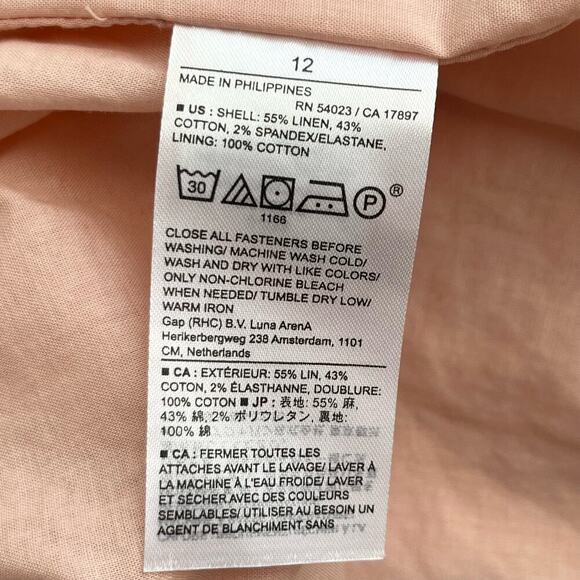 12
MADE IN PHILIPPINES
RN 54023 / CA 17897
■ US : SHELL: 55% LINEN, 43%
COTTON, 2% SPANDEX/ELASTANE,
LINING: 100% COTTON
30 P ®
1166
CLOSE ALL FASTENERS BEFORE
WASHING/ MACHINE WASH COLD/
WASH AND DRY WITH LIKE COLORS/
ONLY NON-CHLORINE BLEACH
WHEN NEEDED/ TUMBLE DRY LOW/
WARM IRON
Gap (RHC) B.V. Luna ArenA
Herikerbergweg 238 Amsterdam, 1101
CM, Netherlands
■ CA : EXTÉRIEUR: 55% LIN, 43%
COTON, 2% ÉLASTHANNE, DOUBLURE:
100% COTON ■ JP : 表地: 55% 麻,
43% 綿, 2% ポリウレタン, 裏地:
100% 綿
■ CA : FERMER TOUTES LES
ATTACHES AVANT LE LAVAGE/ LAVER À
LA MACHINE À L'EAU FROIDE/ LAVER
ET SÉCHER AVEC DES COULEURS
SEMBLABLES/ UTILISER AU BESOIN UN
AGENT DE BLANCHIMENT SANS